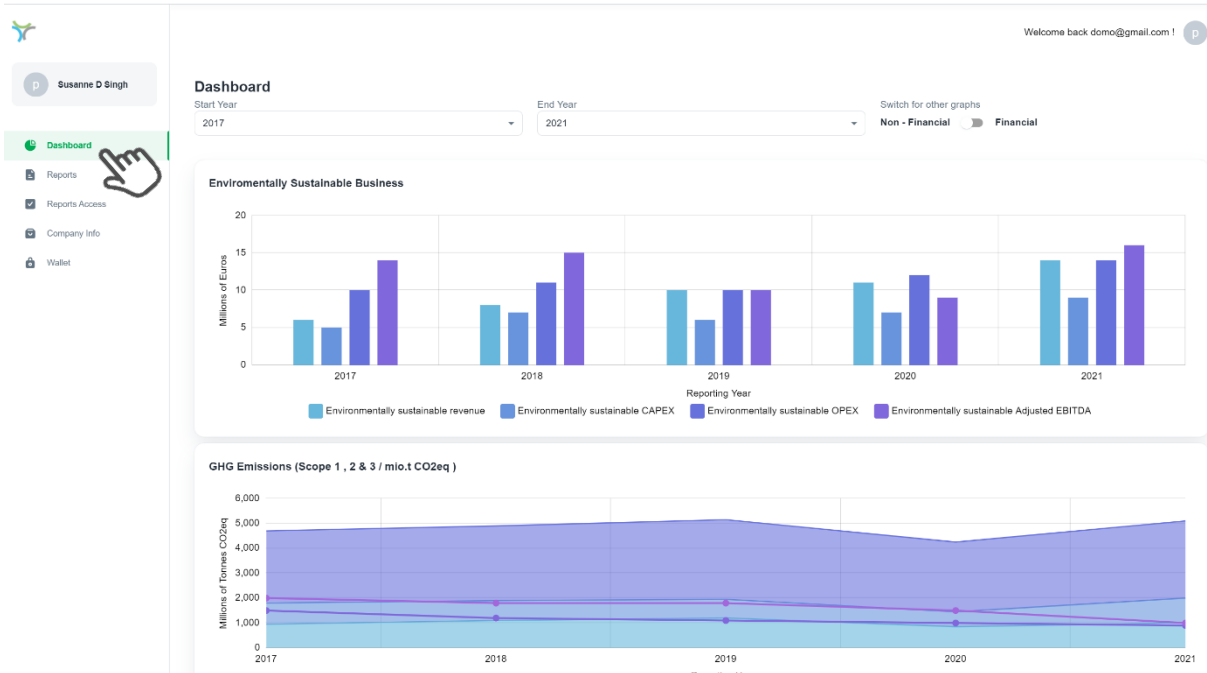 Welcome back domo@gmail.com !
p
p
Susanne D Singh
Dashboard
Reports
Reports Access
Company Info
Wallet
Dashboard
Start Year
End Year
Switch for other graphs
2017
2021
Non - Financial
Financial
Enviromentally Sustainable Business
Millions of Euros
20
15
10
5
0
2017 2018 2019 2020 2021
Reporting Year
Environmentally sustainable revenue Environmentally sustainable CAPEX Environmentally sustainable OPEX Environmentally sustainable Adjusted EBITDA
GHG Emissions (Scope 1 , 2 & 3 / mio.t CO2eq )
Millions of Tonnes CO2eq
6,000
5,000
4,000
3,000
2,000
1,000
0
2017 2018 2019 2020 2021